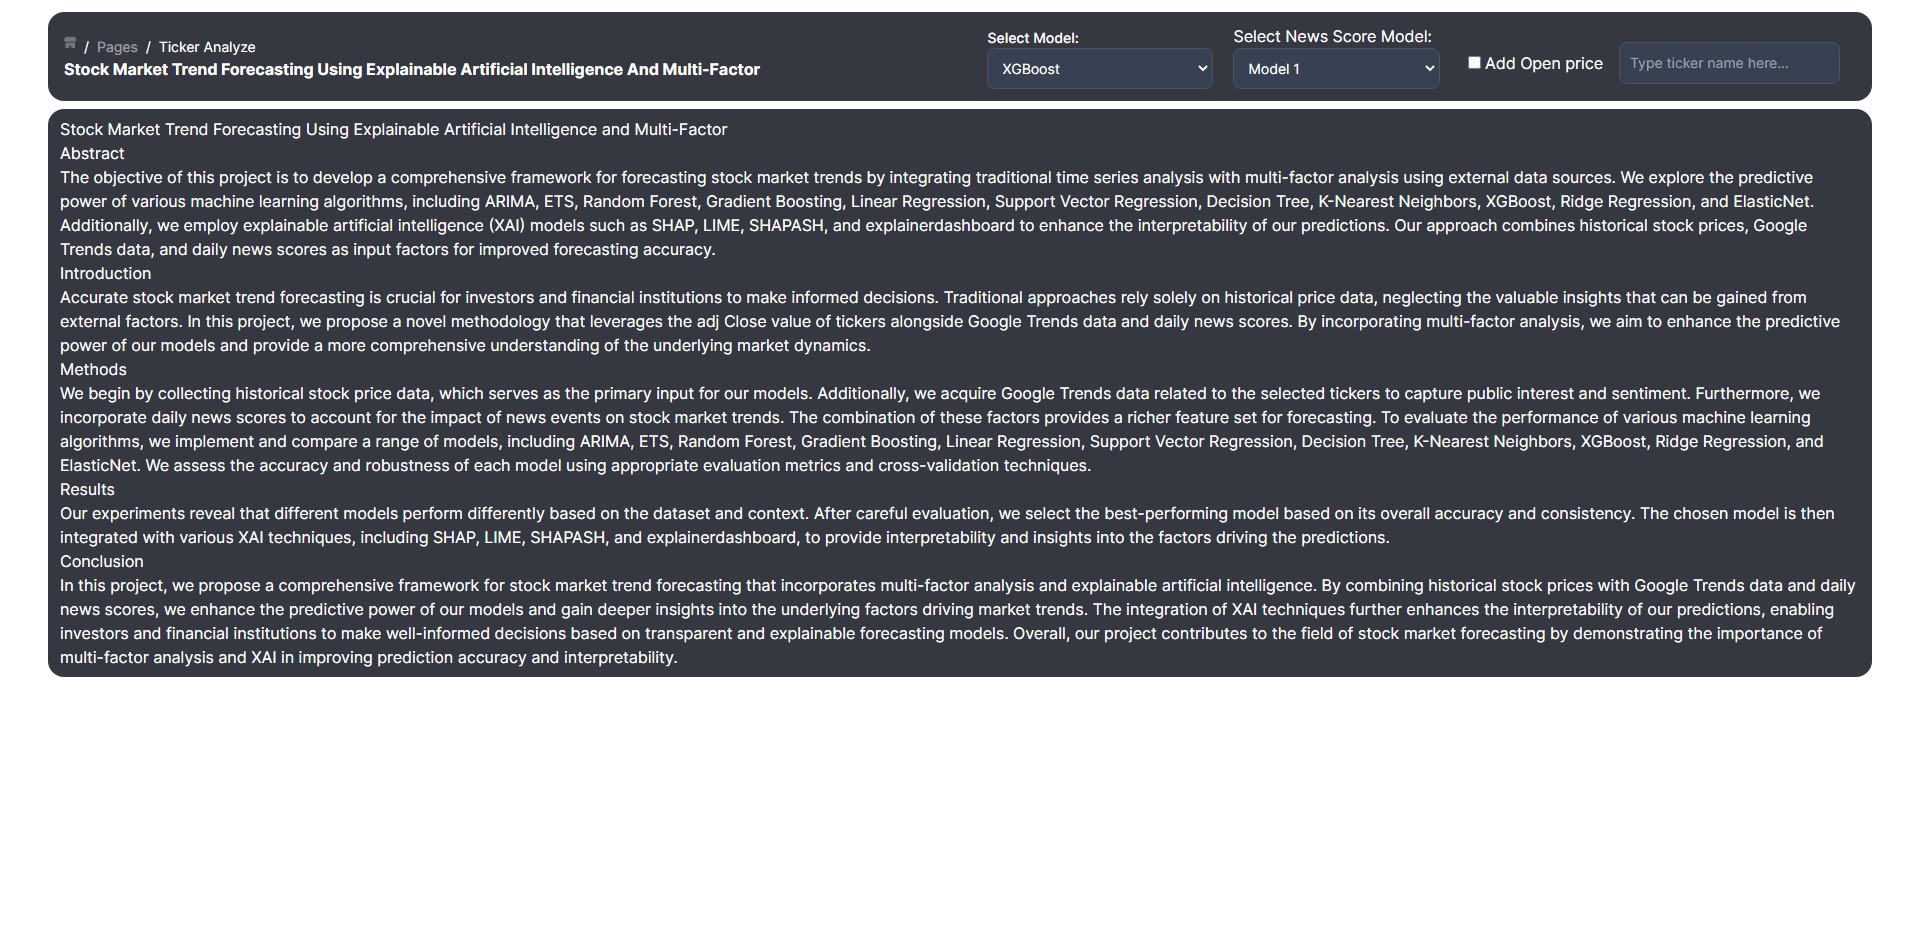 / Pages / Ticker Analyze
Stock Market Trend Forecasting Using Explainable Artificial Intelligence And Multi-Factor
Select Model:
XGBoost
Select News Score Model:
Model 1
Add Open price
Type ticker name here...
Stock Market Trend Forecasting Using Explainable Artificial Intelligence and Multi-Factor
Abstract
The objective of this project is to develop a comprehensive framework for forecasting stock market trends by integrating traditional time series analysis with multi-factor analysis using external data sources. We explore the predictive
power of various machine learning algorithms, including ARIMA, ETS, Random Forest, Gradient Boosting, Linear Regression, Support Vector Regression, Decision Tree, K-Nearest Neighbors, XGBoost, Ridge Regression, and ElasticNet.
Additionally, we employ explainable artificial intelligence (XAI) models such as SHAP, LIME, SHAPASH, and explainerdashboard to enhance the interpretability of our predictions. Our approach combines historical stock prices, Google
Trends data, and daily news scores as input factors for improved forecasting accuracy.
Introduction
Accurate stock market trend forecasting is crucial for investors and financial institutions to make informed decisions. Traditional approaches rely solely on historical price data, neglecting the valuable insights that can be gained from
external factors. In this project, we propose a novel methodology that leverages the adj Close value of tickers alongside Google Trends data and daily news scores. By incorporating multi-factor analysis, we aim to enhance the predictive
power of our models and provide a more comprehensive understanding of the underlying market dynamics.
Methods
We begin by collecting historical stock price data, which serves as the primary input for our models. Additionally, we acquire Google Trends data related to the selected tickers to capture public interest and sentiment. Furthermore, we
incorporate daily news scores to account for the impact of news events on stock market trends. The combination of these factors provides a richer feature set for forecasting. To evaluate the performance of various machine learning
algorithms, we implement and compare a range of models, including ARIMA, ETS, Random Forest, Gradient Boosting, Linear Regression, Support Vector Regression, Decision Tree, K-Nearest Neighbors, XGBoost, Ridge Regression, and
ElasticNet. We assess the accuracy and robustness of each model using appropriate evaluation metrics and cross-validation techniques.
Results
Our experiments reveal that different models perform differently based on the dataset and context. After careful evaluation, we select the best-performing model based on its overall accuracy and consistency. The chosen model is then
integrated with various XAI techniques, including SHAP, LIME, SHAPASH, and explainerdashboard, to provide interpretability and insights into the factors driving the predictions.
Conclusion
In this project, we propose a comprehensive framework for stock market trend forecasting that incorporates multi-factor analysis and explainable artificial intelligence. By combining historical stock prices with Google Trends data and daily
news scores, we enhance the predictive power of our models and gain deeper insights into the underlying factors driving market trends. The integration of XAI techniques further enhances the interpretability of our predictions, enabling
investors and financial institutions to make well-informed decisions based on transparent and explainable forecasting models. Overall, our project contributes to the field of stock market forecasting by demonstrating the importance of
multi-factor analysis and XAI in improving prediction accuracy and interpretability.